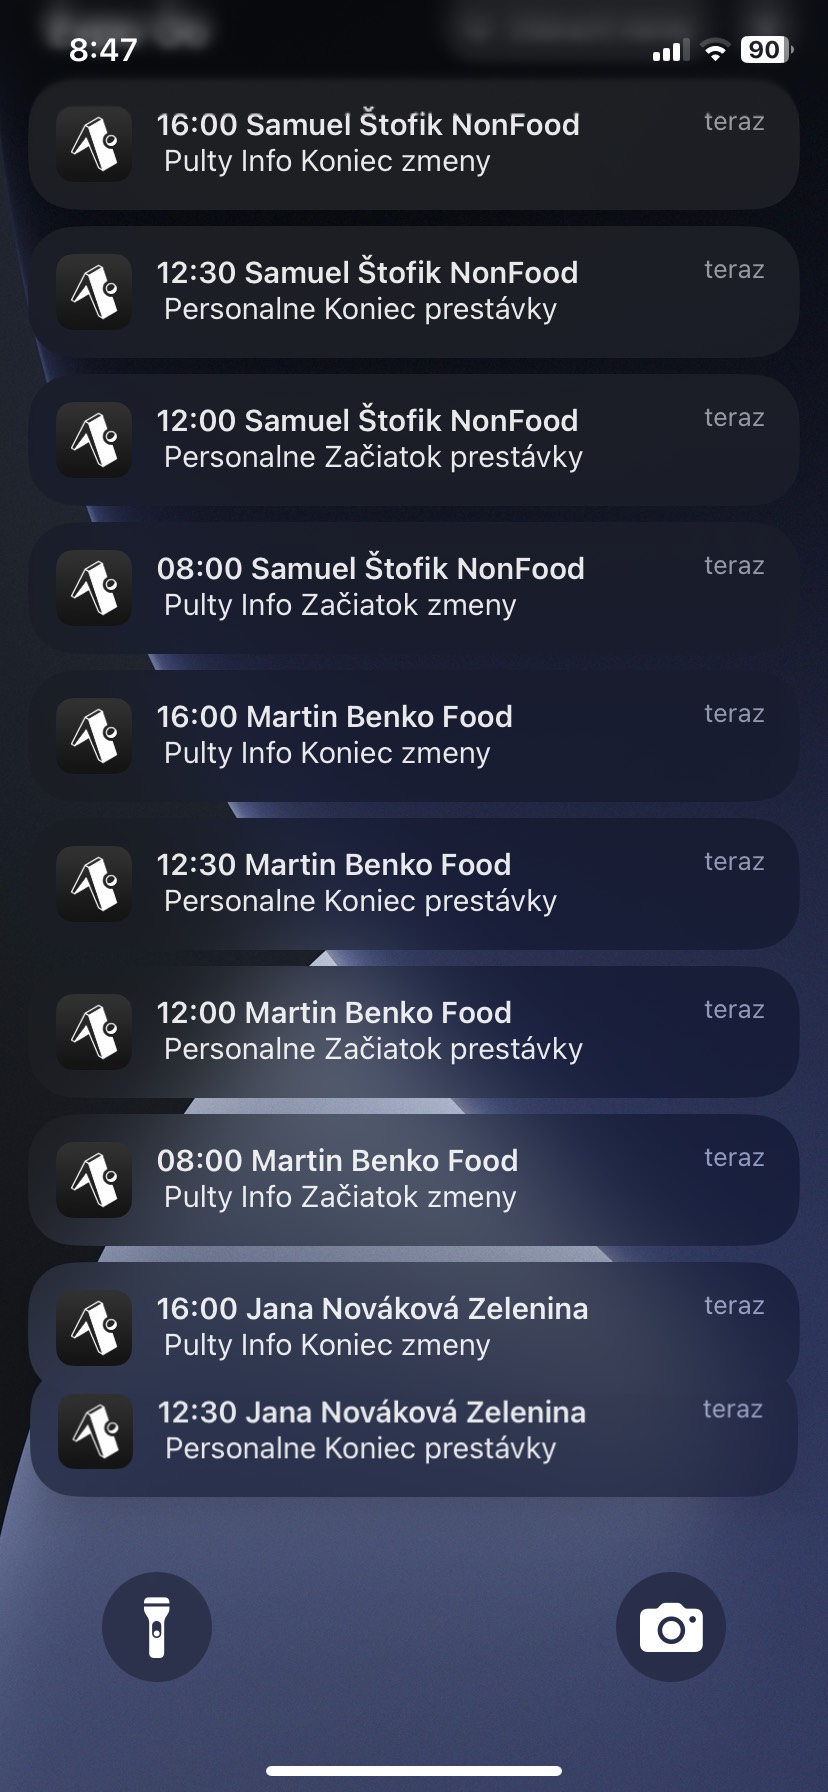 8:47
90
16:00 Samuel Štofik NonFood
teraz
Pulty Info Koniec zmeny
12:30 Samuel Štofik NonFood
teraz
Personalne Koniec prestávky
12:00 Samuel Štofik NonFood
teraz
Personalne Začiatok prestávky
08:00 Samuel Štofik NonFood
teraz
Pulty Info Začiatok zmeny
16:00 Martin Benko Food
teraz
Pulty Info Koniec zmeny
12:30 Martin Benko Food
teraz
Personalne Koniec prestávky
12:00 Martin Benko Food
teraz
Personalne Začiatok prestávky
08:00 Martin Benko Food
teraz
Pulty Info Začiatok zmeny
16:00 Jana Nováková Zelenina
teraz
Pulty Info Koniec zmeny
12:30 Jana Nováková Zelenina
teraz
Personalne Koniec prestávky